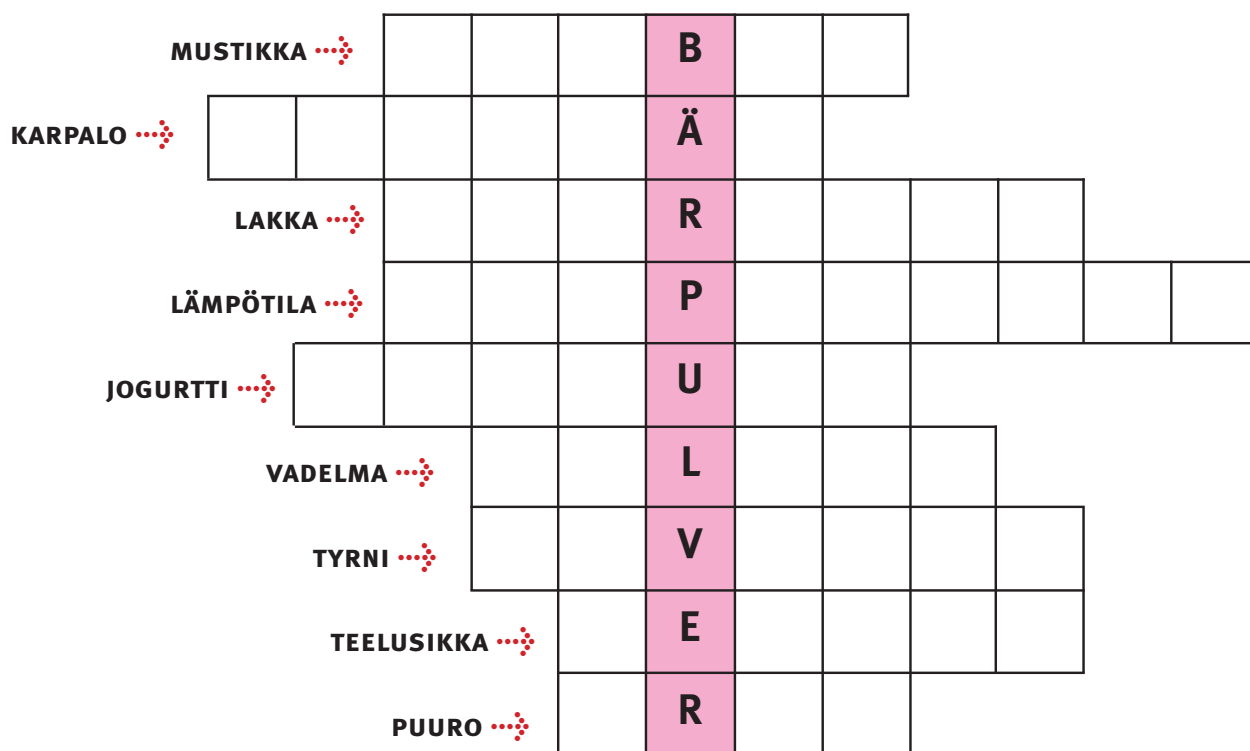 MUSTIKKA B
KARPALO Ä
LAKKA R
LÄMPÖTILA P
JOGURTTI U
VADELMA L
TYRNI V
TEELUSIKKA E
PUURO R